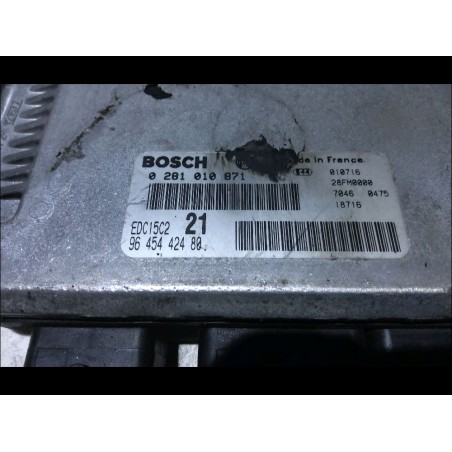 BOSCH
de in France
0 281 010 871
010716
28FM0000
7046 0475
18716
EDC15C2 21
96 454 424 80